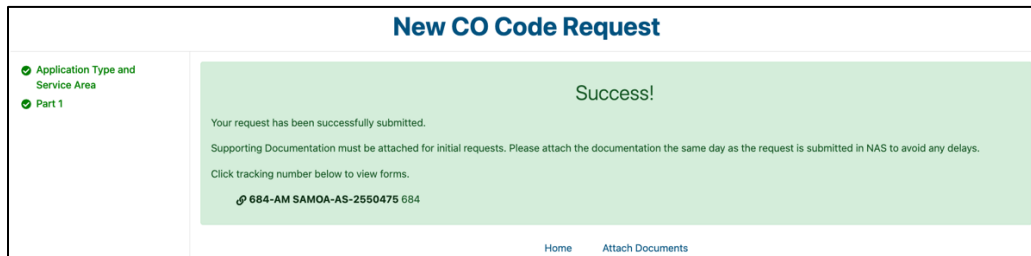 New CO Code Request
Application Type and
Service Area
Part 1
Success!
Your request has been successfully submitted.
Supporting Documentation must be attached for initial requests. Please attach the documentation the same day as the request is submitted in NAS to avoid any delays.
Click tracking number below to view forms.
684-AM SAMOA-AS-2550475 684
Home Attach Documents